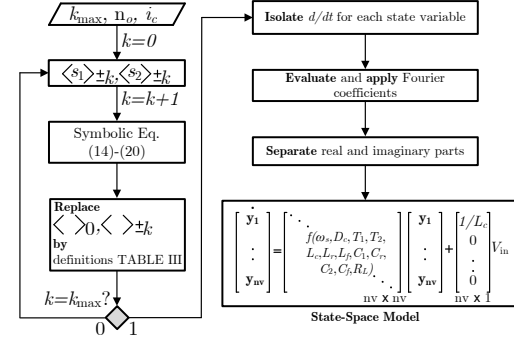 k_max, n_o, i_c
k=0
⟨s_1⟩±k,⟨s_2⟩±k
k=k+1
Symbolic Eq.
(14)-(20)
Replace
⟨ ⟩0,⟨ ⟩±k
by
definitions TABLE III
k=k_max?
0 1
Isolate d/dt for each state variable
Evaluate and apply Fourier
coefficients
Separate real and imaginary parts
ẏ_1
⋮
y_nv
=
f(ω_s,D_c,T_1,T_2,
L_c,L_r,L_f,C_1,C_r,
C_2,C_f,R_L)
nv x nv
y_1
⋮
y_nv
+
1/L_c
0
⋮
0
nv x 1
V_in
State-Space Model